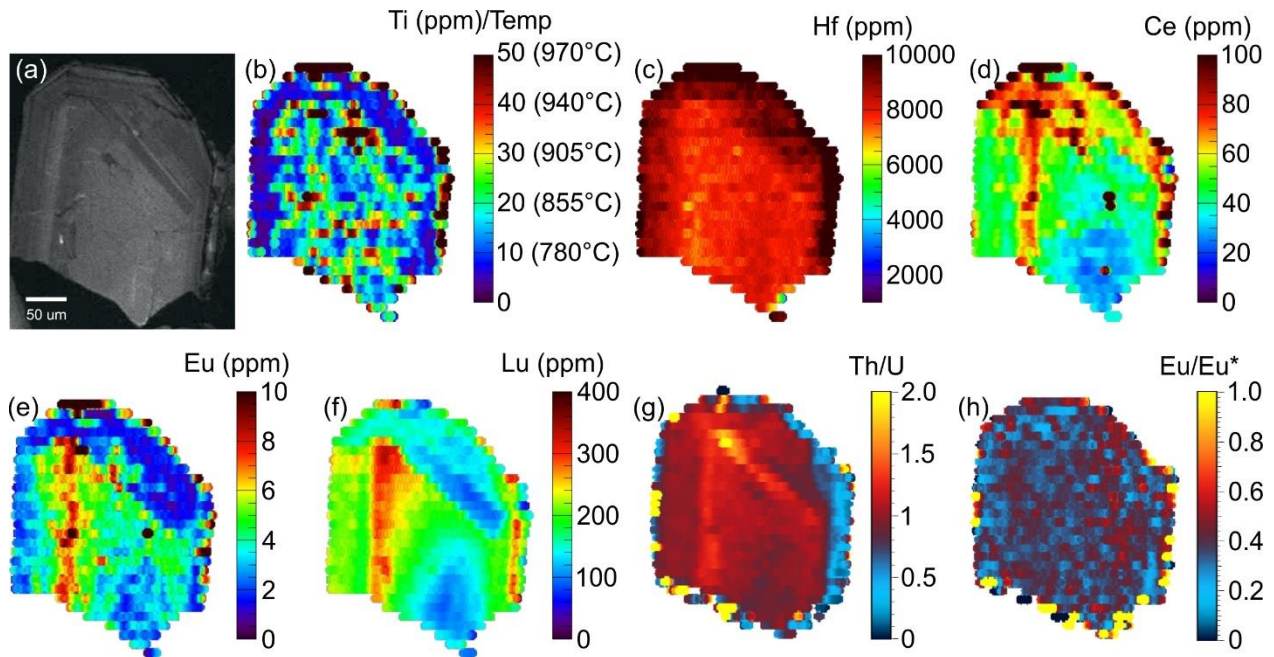 Ti (ppm)/Temp
Hf (ppm)
Ce (ppm)
(a)
(b)
(c)
(d)
50 (970°C)
40 (940°C)
30 (905°C)
20 (855°C)
10 (780°C)
0
10000
8000
6000
4000
2000
100
80
60
40
20
0
50 um
Eu (ppm)
Lu (ppm)
Th/U
Eu/Eu*
(e)
(f)
(g)
(h)
10
8
6
4
2
0
400
300
200
100
0
2.0
1.5
1
0.5
0
1.0
0.8
0.6
0.4
0.2
0